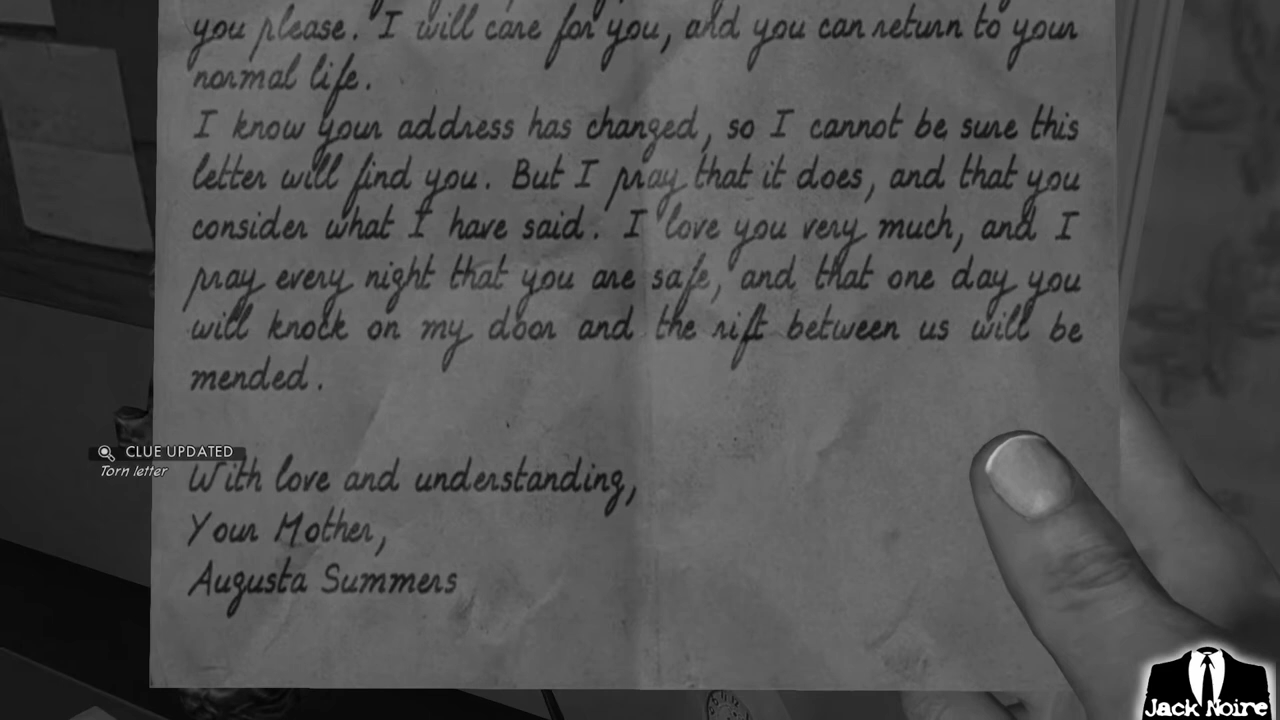 you please. I will care for you, and you can return to your
normal life.
I know your address has changed, so I cannot be sure this
letter will find you. But I pray that it does, and that you
consider what I have said. I love you very much, and I
pray every night that you are safe, and that one day you
will knock on my door and the rift between us will be
mended.
CLUE UPDATED
Torn letter
With love and understanding,
Your Mother,
Augusta Summers
Jack Noire